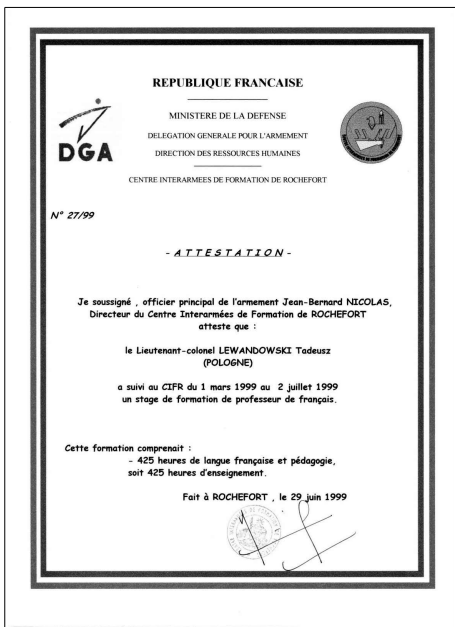 REPUBLIQUE FRANCAISE
MINISTERE DE LA DEFENSE
DELEGATION GENERALE POUR L'ARMEMENT
DIRECTION DES RESSOURCES HUMAINES
CENTRE INTERARMEES DE FORMATION DE ROCHEFORT
DGA
N° 27/99
- ATTESTATION -
Je soussigné , officier principal de l'armement Jean-Bernard NICOLAS,
Directeur du Centre Interarmées de Formation de ROCHEFORT
atteste que :
le Lieutenant-colonel LEWANDOWSKI Tadeusz
(POLOGNE)
a suivi au CIFR du 1 mars 1999 au 2 juillet 1999
un stage de formation de professeur de français.
Cette formation comprenait :
- 425 heures de langue française et pédagogie,
soit 425 heures d'enseignement.
Fait à ROCHEFORT , le 29 juin 1999